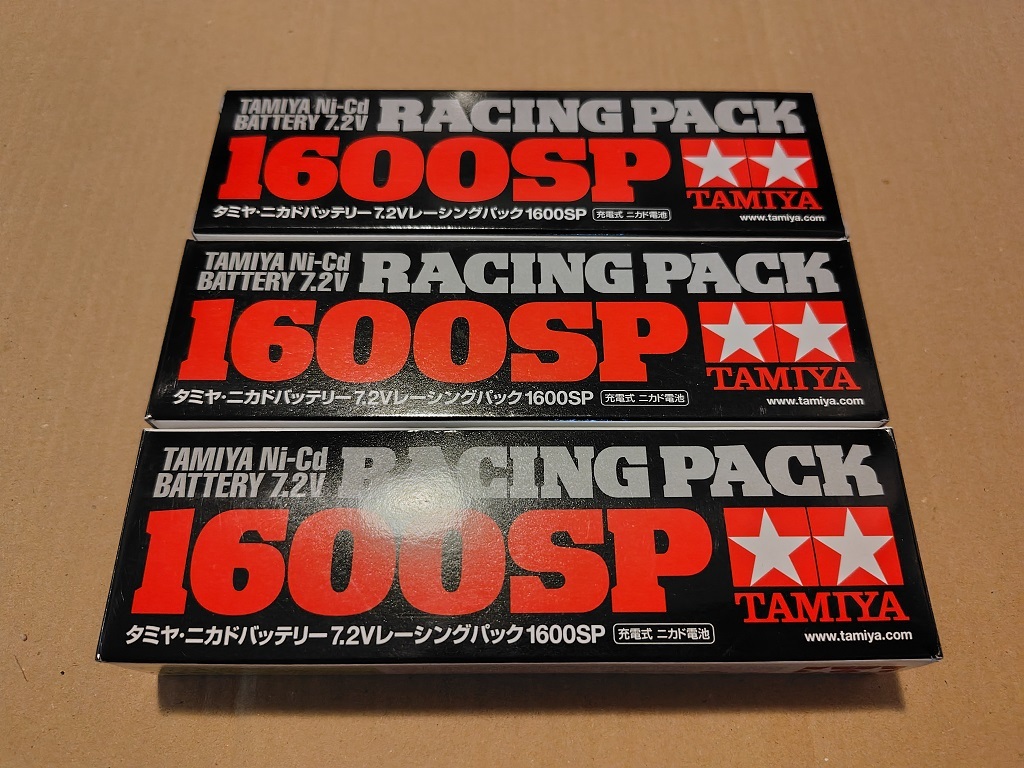 TAMIYA Ni-Cd
BATTERY 7.2V
RACING PACK
1600SP
TAMIYA
タミヤ・ニカドバッテリー7.2Vレーシングパック1600SP 充電式 ニカド電池
www.tamiya.com
TAMIYA Ni-Cd
BATTERY 7.2V
RACING PACK
1600SP
TAMIYA
タミヤ・ニカドバッテリー7.2Vレーシングパック1600SP 充電式 ニカド電池
www.tamiya.com
TAMIYA Ni-Cd
BATTERY 7.2V
RACING PACK
1600SP
TAMIYA
タミヤ・ニカドバッテリー7.2Vレーシングパック1600SP 充電式 ニカド電池
www.tamiya.com